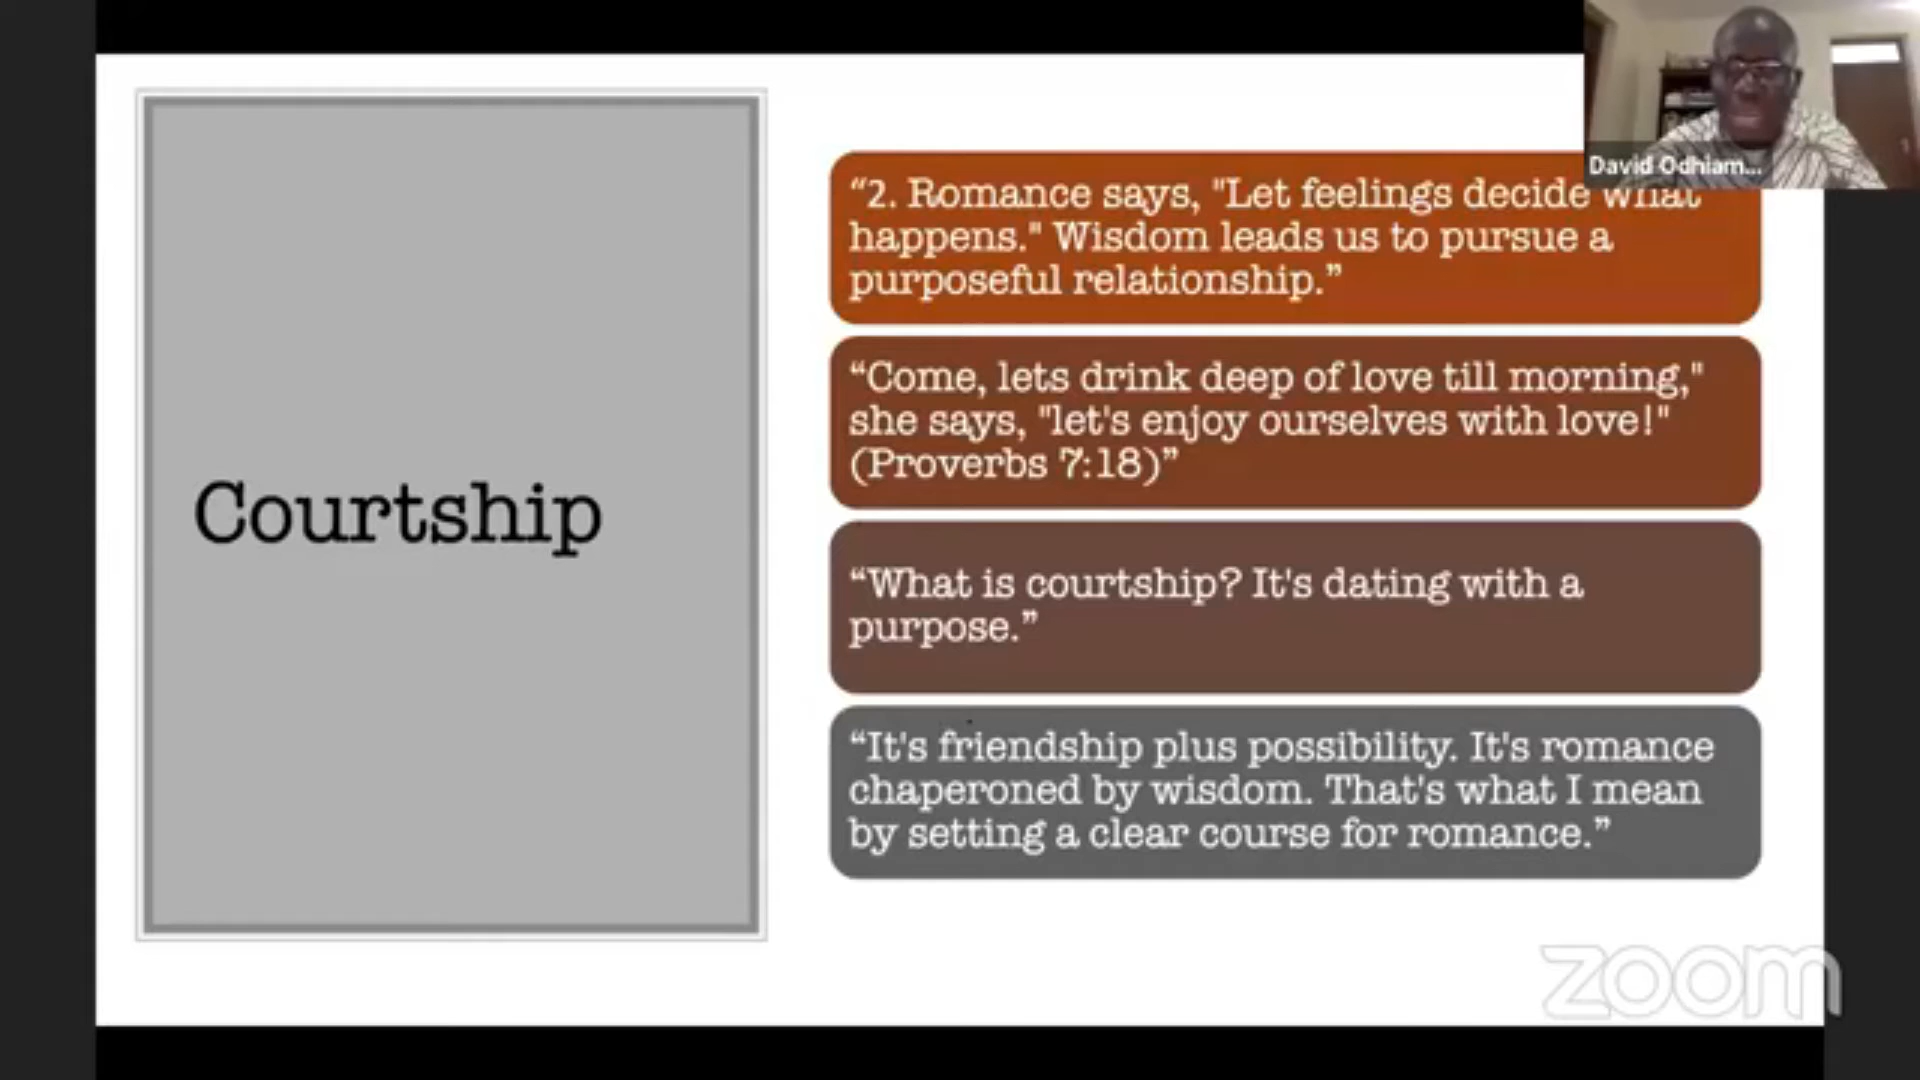 David Odhiam...
Courtship
“2. Romance says, "Let feelings decide what
happens." Wisdom leads us to pursue a
purposeful relationship.”
“Come, lets drink deep of love till morning,"
she says, "let's enjoy ourselves with love!"
(Proverbs 7:18)”
“What is courtship? It's dating with a
purpose.”
“It's friendship plus possibility. It's romance
chaperoned by wisdom. That's what I mean
by setting a clear course for romance.”
zoom